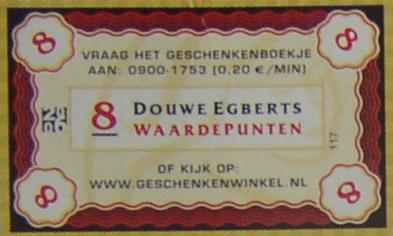 8 8
VRAAG HET GESCHENKENBOEKJE
AAN: 0900-1753 (0,20 €/MIN)
8 DOUWE EGBERTS
WAARDEPUNTEN
117
OF KIJK OP:
WWW.GESCHENKENWINKEL.NL
8 8